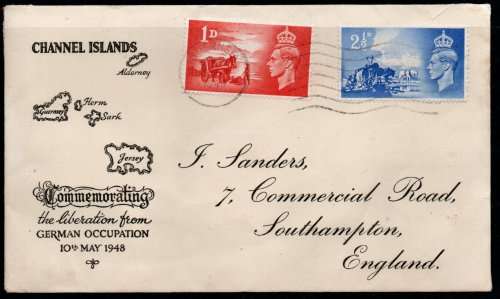 CHANNEL ISLANDS
Alderney
Guernsey
Herm
Sark
Jersey
Commemorating
the liberation from
GERMAN OCCUPATION
10th MAY 1948
1D
2½D
J. Sanders,
7, Commercial Road,
Southampton,
England.